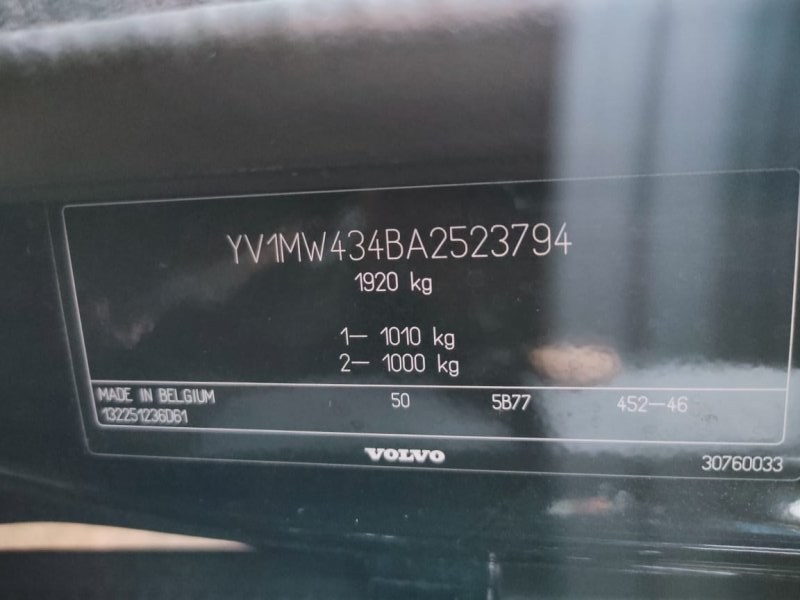 YV1MW434BA2523794
1920 kg
1– 1010 kg
2– 1000 kg
MADE IN BELGIUM 50 5B77 452–46
132251236D61
VOLVO
30760033